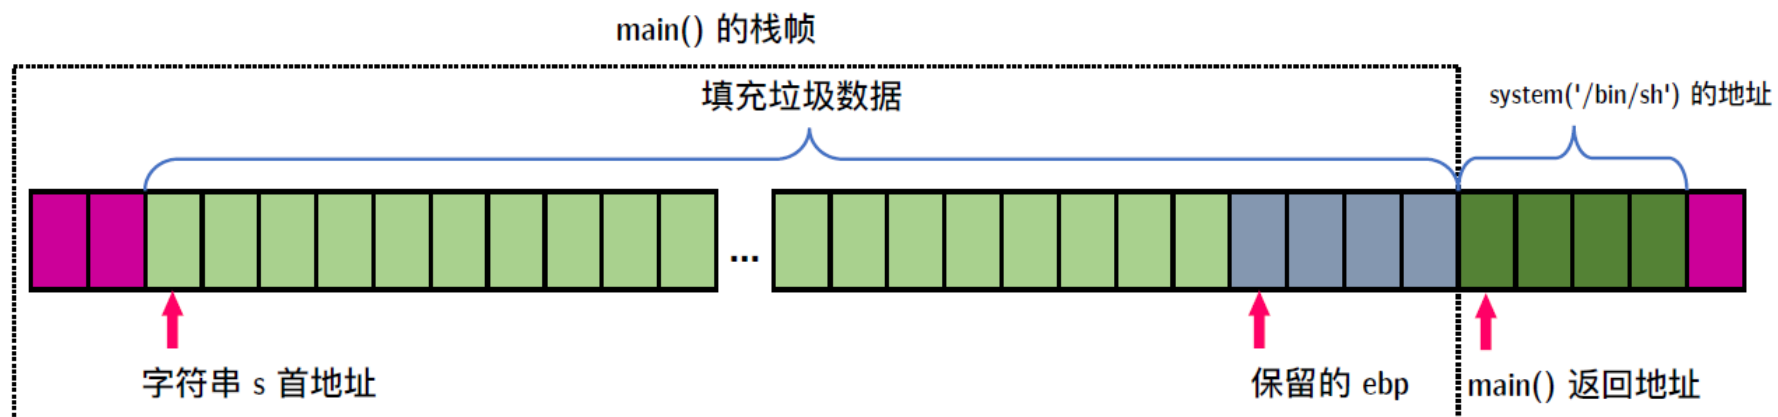 main() 的栈帧
填充垃圾数据
system('/bin/sh') 的地址
...
字符串 s 首地址
保留的 ebp
main() 返回地址